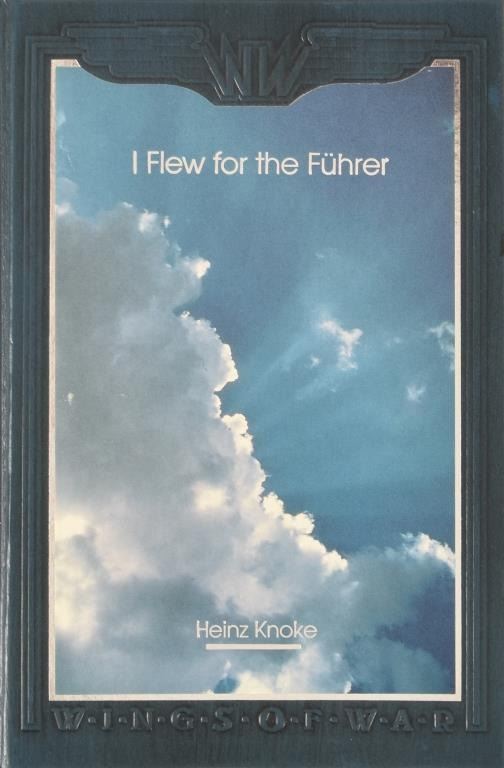 WW
I Flew for the Führer
Heinz Knoke
W·I·N·G·S·O·F·W·A·R